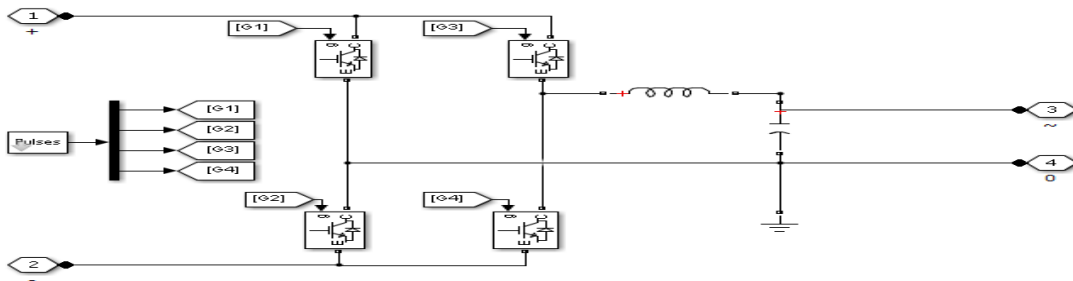 1
+
[G1]
g
C
E
[G3]
g
C
E
Pulses
[G1]
[G2]
[G3]
[G4]
+
+
3
~
4
0
[G2]
g
C
E
[G4]
g
C
E
2